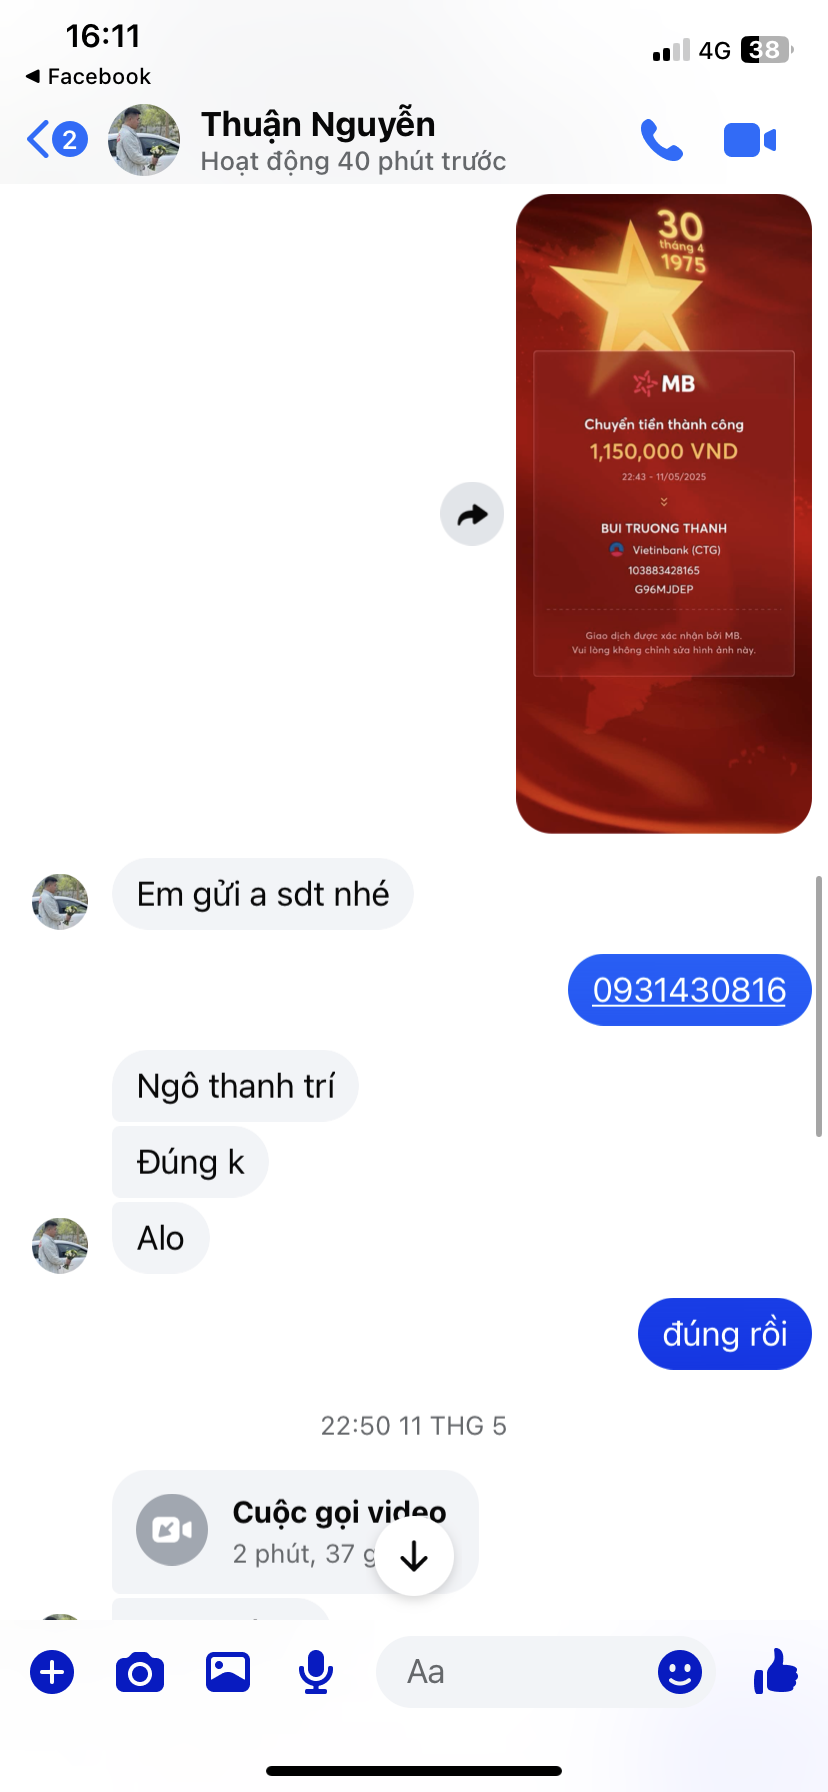 16:11
4G
38
◀ Facebook
2
Thuận Nguyễn
Hoạt động 40 phút trước
30
tháng 4
1975
MB
Chuyển tiền thành công
1,150,000 VND
22:43 - 11/05/2025
BUI TRUONG THANH
Vietinbank (CTG)
103883428165
G96MJDEP
Giao dịch được xác nhận bởi MB.
Vui lòng không chỉnh sửa hình ảnh này.
Em gửi a sdt nhé
0931430816
Ngô thanh trí
Đúng k
Alo
đúng rồi
22:50 11 THG 5
Cuộc gọi video
2 phút, 37 g
Aa